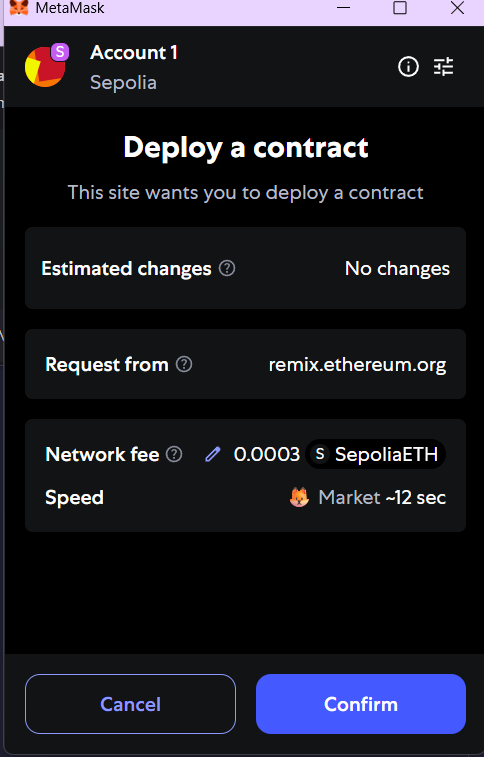 MetaMask
S
Account 1
Sepolia
Deploy a contract
This site wants you to deploy a contract
Estimated changes ? No changes
Request from ? remix.ethereum.org
Network fee ? 0.0003 S SepoliaETH
Speed Market ~12 sec
Cancel Confirm